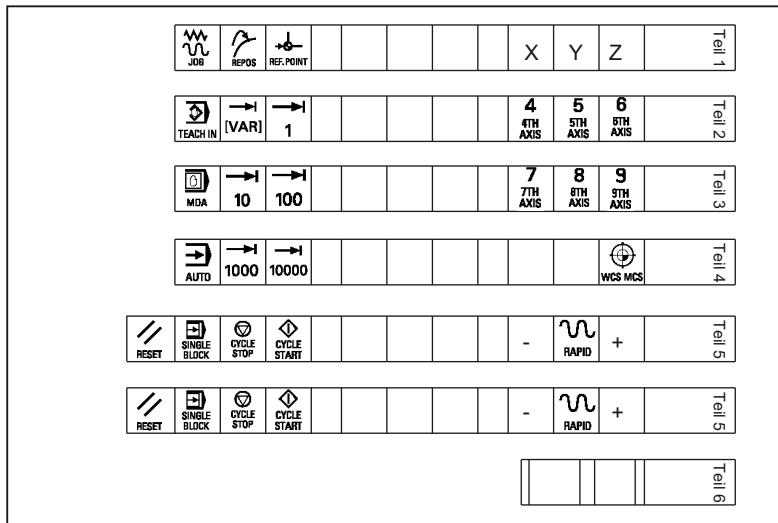 JOG REPOS REF. POINT X Y Z Teil 1
TEACH IN [VAR] 1 4 4TH AXIS 5 5TH AXIS 6 6TH AXIS Teil 2
MDA 10 100 7 7TH AXIS 8 8TH AXIS 9 9TH AXIS Teil 3
AUTO 1000 10000 WCS MCS Teil 4
RESET SINGLE BLOCK CYCLE STOP CYCLE START - RAPID + Teil 5
RESET SINGLE BLOCK CYCLE STOP CYCLE START - RAPID + Teil 5
Teil 6